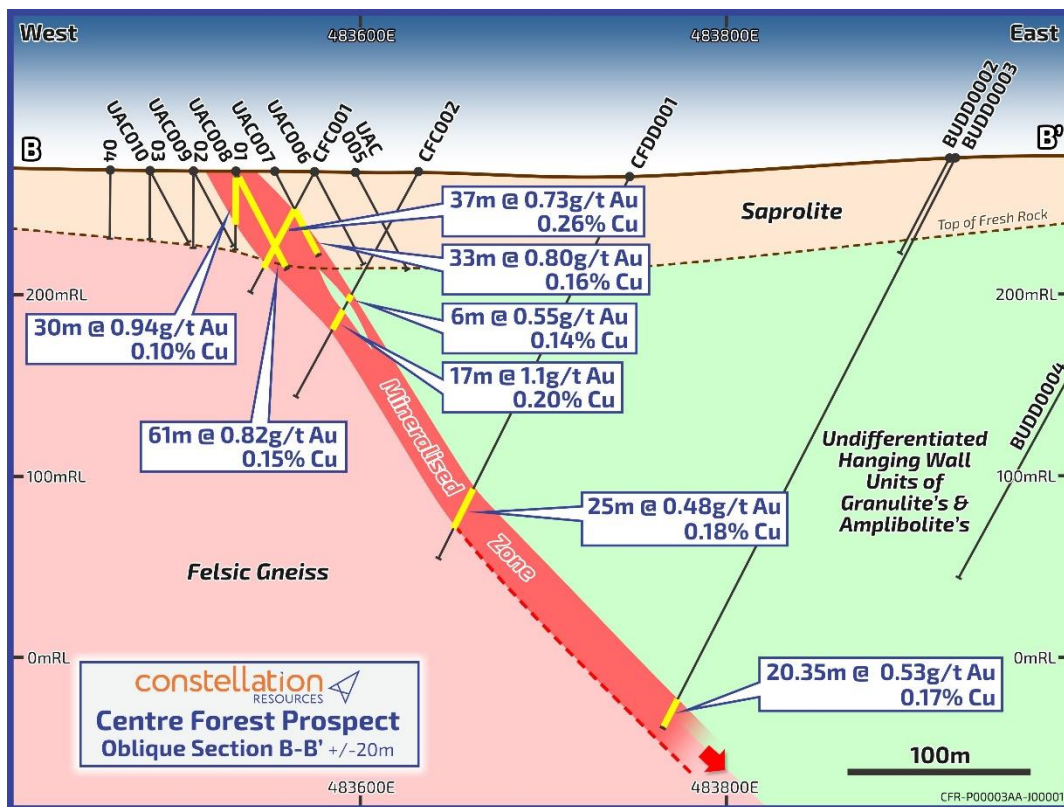 West
483600E
483800E
East
B
04
UAC010
03
UAC009
02
UAC008
01
UAC007
UAC006
CFC001
UAC
005
CFC002
CFDD001
BUDD0002
BUDD0003
B'
37m @ 0.73g/t Au
0.26% Cu
Saprolite
Top of Fresh Rock
33m @ 0.80g/t Au
0.16% Cu
200mRL
200mRL
30m @ 0.94g/t Au
0.10% Cu
6m @ 0.55g/t Au
0.14% Cu
17m @ 1.1g/t Au
0.20% Cu
61m @ 0.82g/t Au
0.15% Cu
Mineralised
Zone
BUDD0004
Undifferentiated
Hanging Wall
Units of
Granulite's &
Amplibolite's
100mRL
100mRL
25m @ 0.48g/t Au
0.18% Cu
Felsic Gneiss
0mRL
0mRL
20.35m @ 0.53g/t Au
0.17% Cu
constellation
RESOURCES
Centre Forest Prospect
Oblique Section B-B' +/-20m
100m
483600E
483800E
CFR-P00003AA-J00001